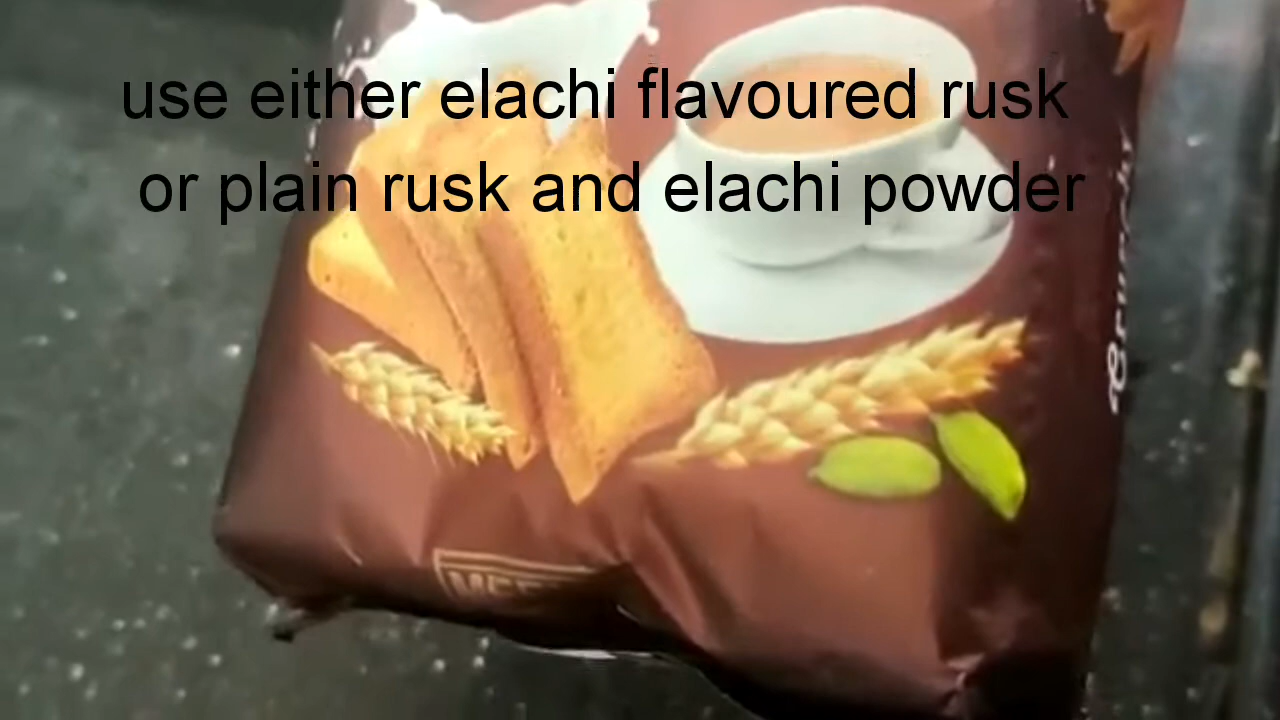 use either elachi flavoured rusk
or plain rusk and elachi powder